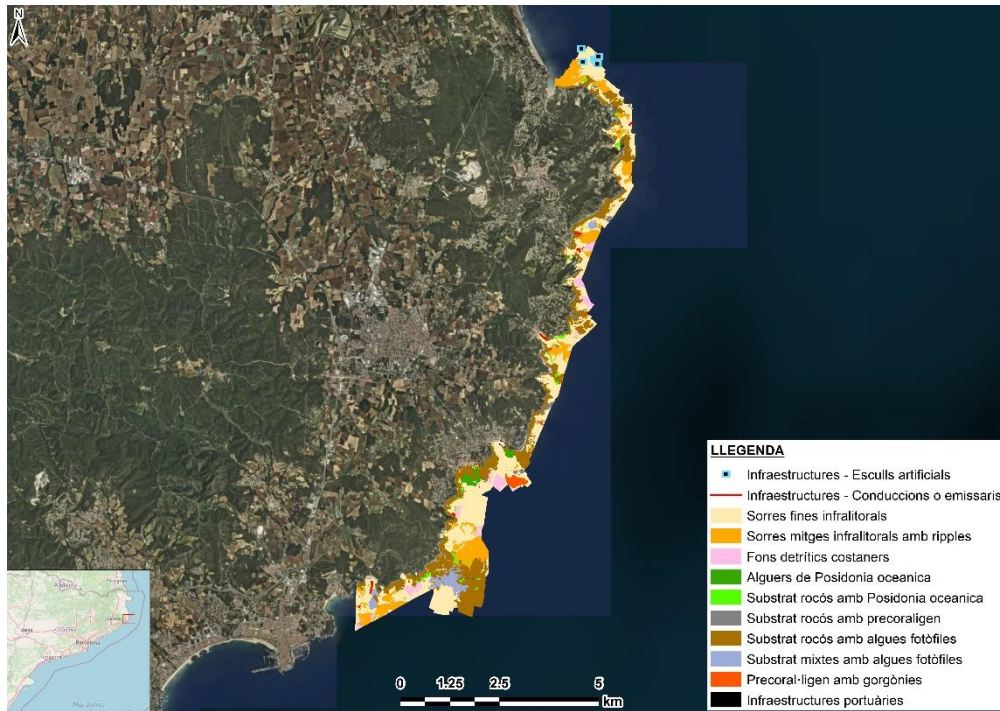 N
LLEGENDA
Infraestructures - Esculls artificials
Infraestructures - Conduccions o emissaris
Sorres fines infralitorals
Sorres mitges infralitorals amb ripples
Fons detrítics costaners
Alguers de Posidonia oceanica
Substrat rocós amb Posidonia oceanica
Substrat rocós amb precoraligen
Substrat rocós amb algues fotòfiles
Substrat mixtes amb algues fotòfiles
Precoral·ligen amb gorgònies
Infraestructures portuàries
0 1.25 2.5 5
km
Barcelona